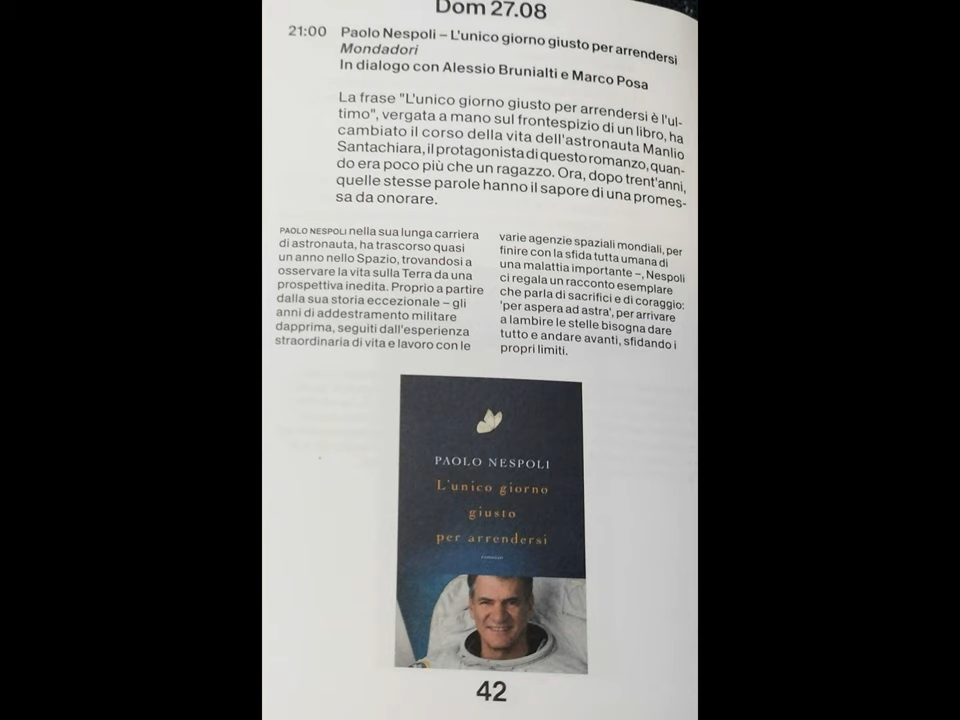 Dom 27.08
21:00 Paolo Nespoli – L'unico giorno giusto per arrendersi
Mondadori
In dialogo con Alessio Brunialti e Marco Posa
La frase "L'unico giorno giusto per arrendersi è l'ul-
timo", vergata a mano sul frontespizio di un libro, ha
cambiato il corso della vita dell'astronauta Manlio
Santachiara, il protagonista di questo romanzo, quan-
do era poco più che un ragazzo. Ora, dopo trent'anni,
quelle stesse parole hanno il sapore di una promes-
sa da onorare.
PAOLO NESPOLI nella sua lunga carriera
di astronauta, ha trascorso quasi
un anno nello Spazio, trovandosi a
osservare la vita sulla Terra da una
prospettiva inedita. Proprio a partire
dalla sua storia eccezionale – gli
anni di addestramento militare
dapprima, seguiti dall'esperienza
straordinaria di vita e lavoro con le
varie agenzie spaziali mondiali, per
finire con la sfida tutta umana di
una malattia importante –, Nespoli
ci regala un racconto esemplare
che parla di sacrifici e di coraggio:
'per aspera ad astra', per arrivare
a lambire le stelle bisogna dare
tutto e andare avanti, sfidando i
propri limiti.
PAOLO NESPOLI
L'unico giorno
giusto
per arrendersi
romanzo
42